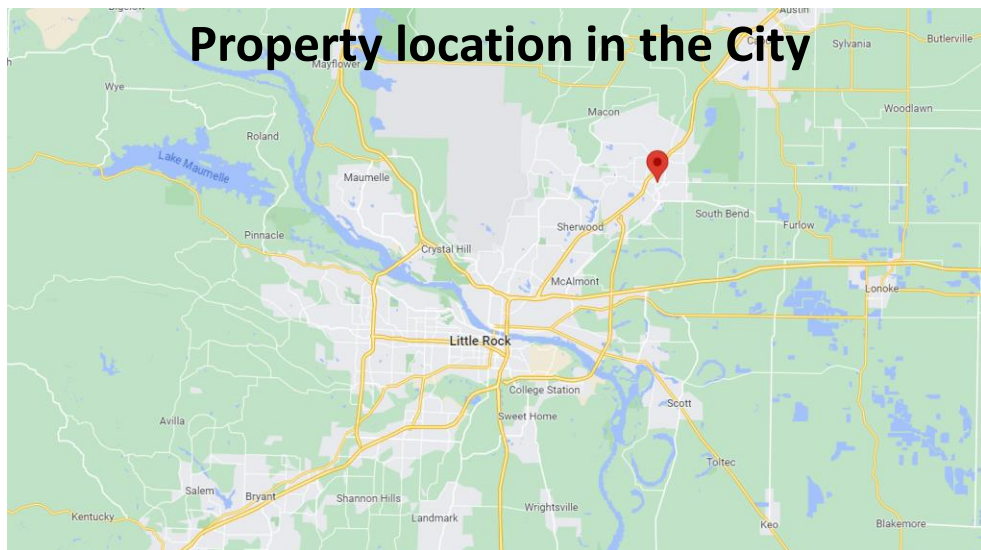 Bigelow
Austin
Property location in the City
Cabot
Sylvania
Butlerville
Mayflower
Wye
Macon
Woodlawn
Roland
Lake Maumelle
Maumelle
South Bend
Sherwood
Furlow
Pinnacle
Crystal Hill
McAlmont
Lonoke
Little Rock
College Station
Scott
Sweet Home
Avilla
Toltec
Salem
Bryant
Shannon Hills
Wrightsville
Kentucky
Landmark
Keo
Blakemore